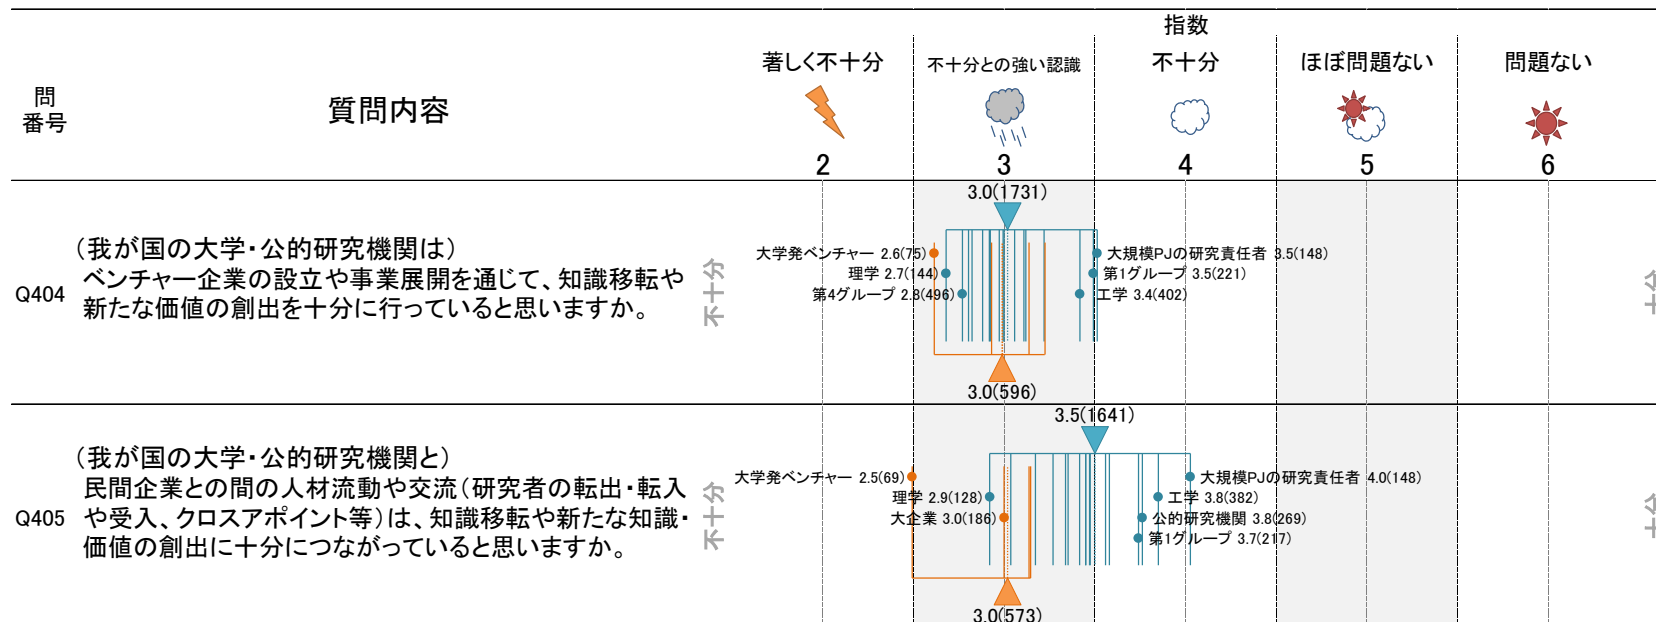 指数
著しく不十分
不十分との強い認識
不十分
ほぼ問題ない
問題ない
問
番号
質問内容
2
3
4
5
6
3.0(1731)
Q404
（我が国の大学・公的研究機関は）
ベンチャー企業の設立や事業展開を通じて、知識移転や
新たな価値の創出を十分に行っていると思いますか。
不十分
大学発ベンチャー 2.6(75)
理学 2.7(144)
第4グループ 2.8(496)
大規模PJの研究責任者 3.5(148)
第1グループ 3.5(221)
工学 3.4(402)
十分
3.0(596)
3.5(1641)
Q405
（我が国の大学・公的研究機関と）
民間企業との間の人材流動や交流（研究者の転出・転入
や受入、クロスアポイント等）は、知識移転や新たな知識・
価値の創出に十分につながっていると思いますか。
不十分
大学発ベンチャー 2.5(69)
理学 2.9(128)
大企業 3.0(186)
大規模PJの研究責任者 4.0(148)
工学 3.8(382)
公的研究機関 3.8(269)
第1グループ 3.7(217)
十分
3.0(573)